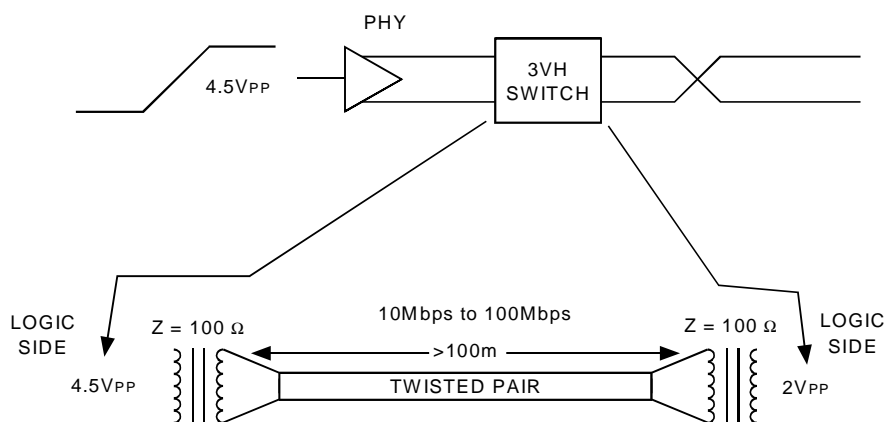 PHY
4.5VPP
3VH
SWITCH
10Mbps to 100Mbps
LOGIC
SIDE
Z = 100 Ω
Z = 100 Ω
LOGIC
SIDE
>100m
4.5VPP
TWISTED PAIR
2VPP